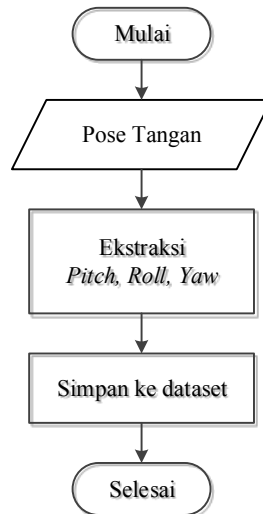 Mulai
Pose Tangan
Ekstraksi
Pitch, Roll, Yaw
Simpan ke dataset
Selesai